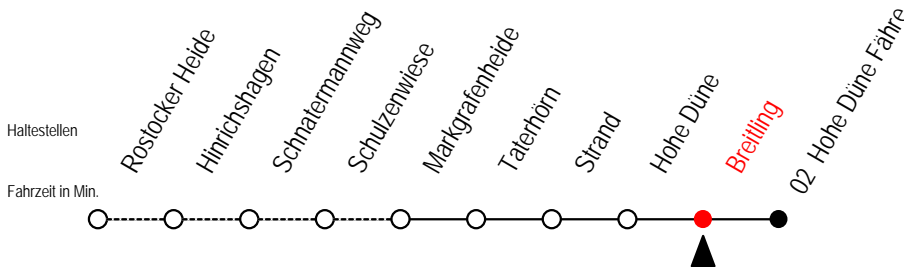 Haltestellen
Fahrzeit in Min.
Rostocker Heide
Hinrichshagen
Schnatermannweg
Schulzenwiese
Markgrafenheide
Taterhörn
Strand
Hohe Düne
Breitling
02 Hohe Düne Fähre